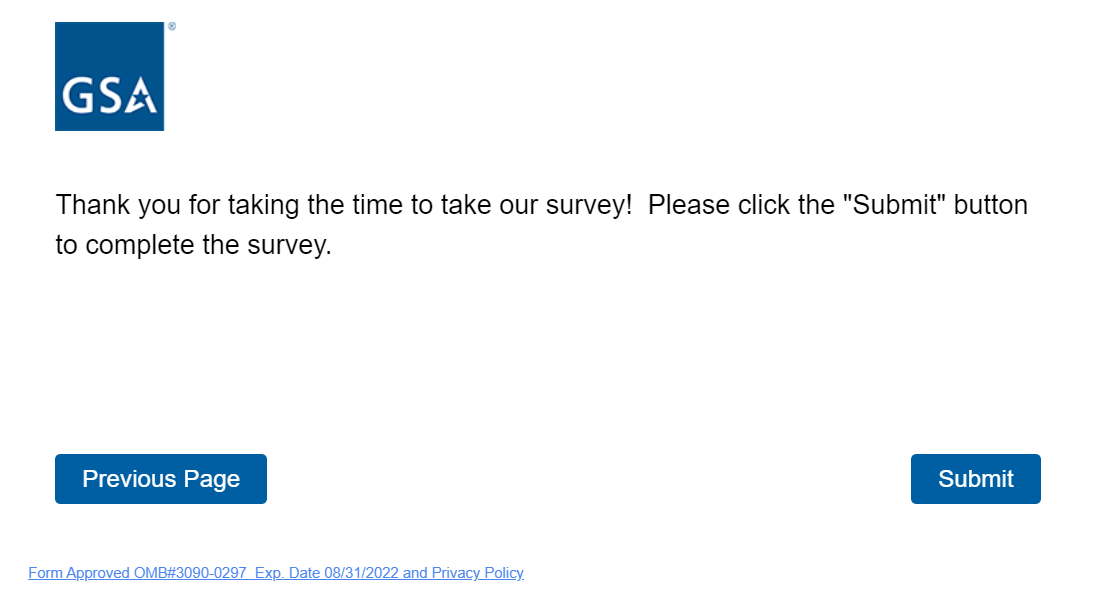 ®
GSA
Thank you for taking the time to take our survey!  Please click the "Submit" button
to complete the survey.
Previous Page
Submit
Form Approved OMB#3090-0297  Exp. Date 08/31/2022 and Privacy Policy